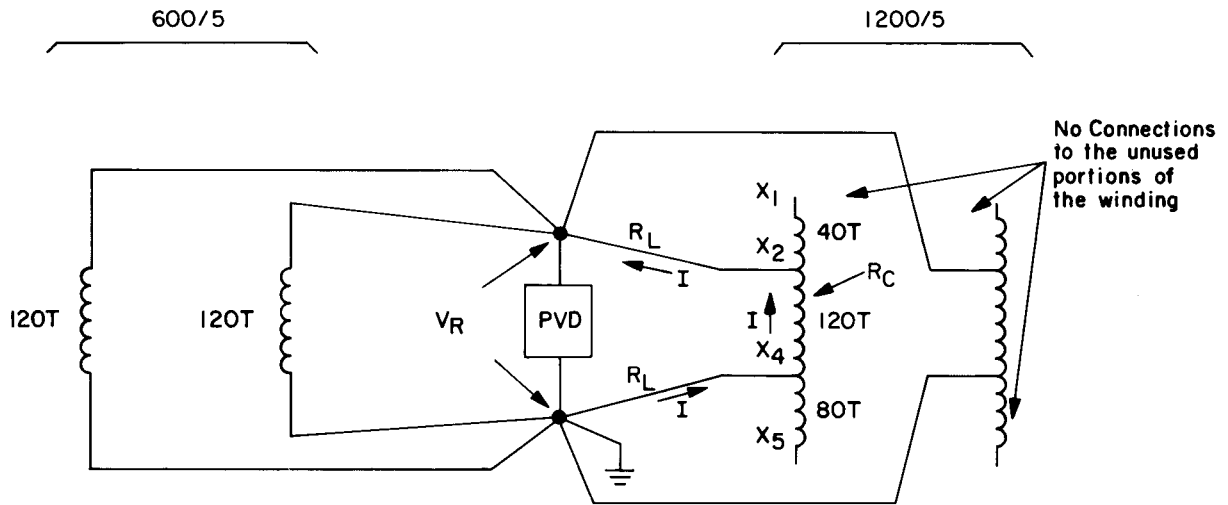 600/5
1200/5
No Connections
to the unused
portions of
the winding
X1
40T
RL
X2
I
RC
120T
120T
VR
PVD
I
120T
X4
RL
I
80T
X5